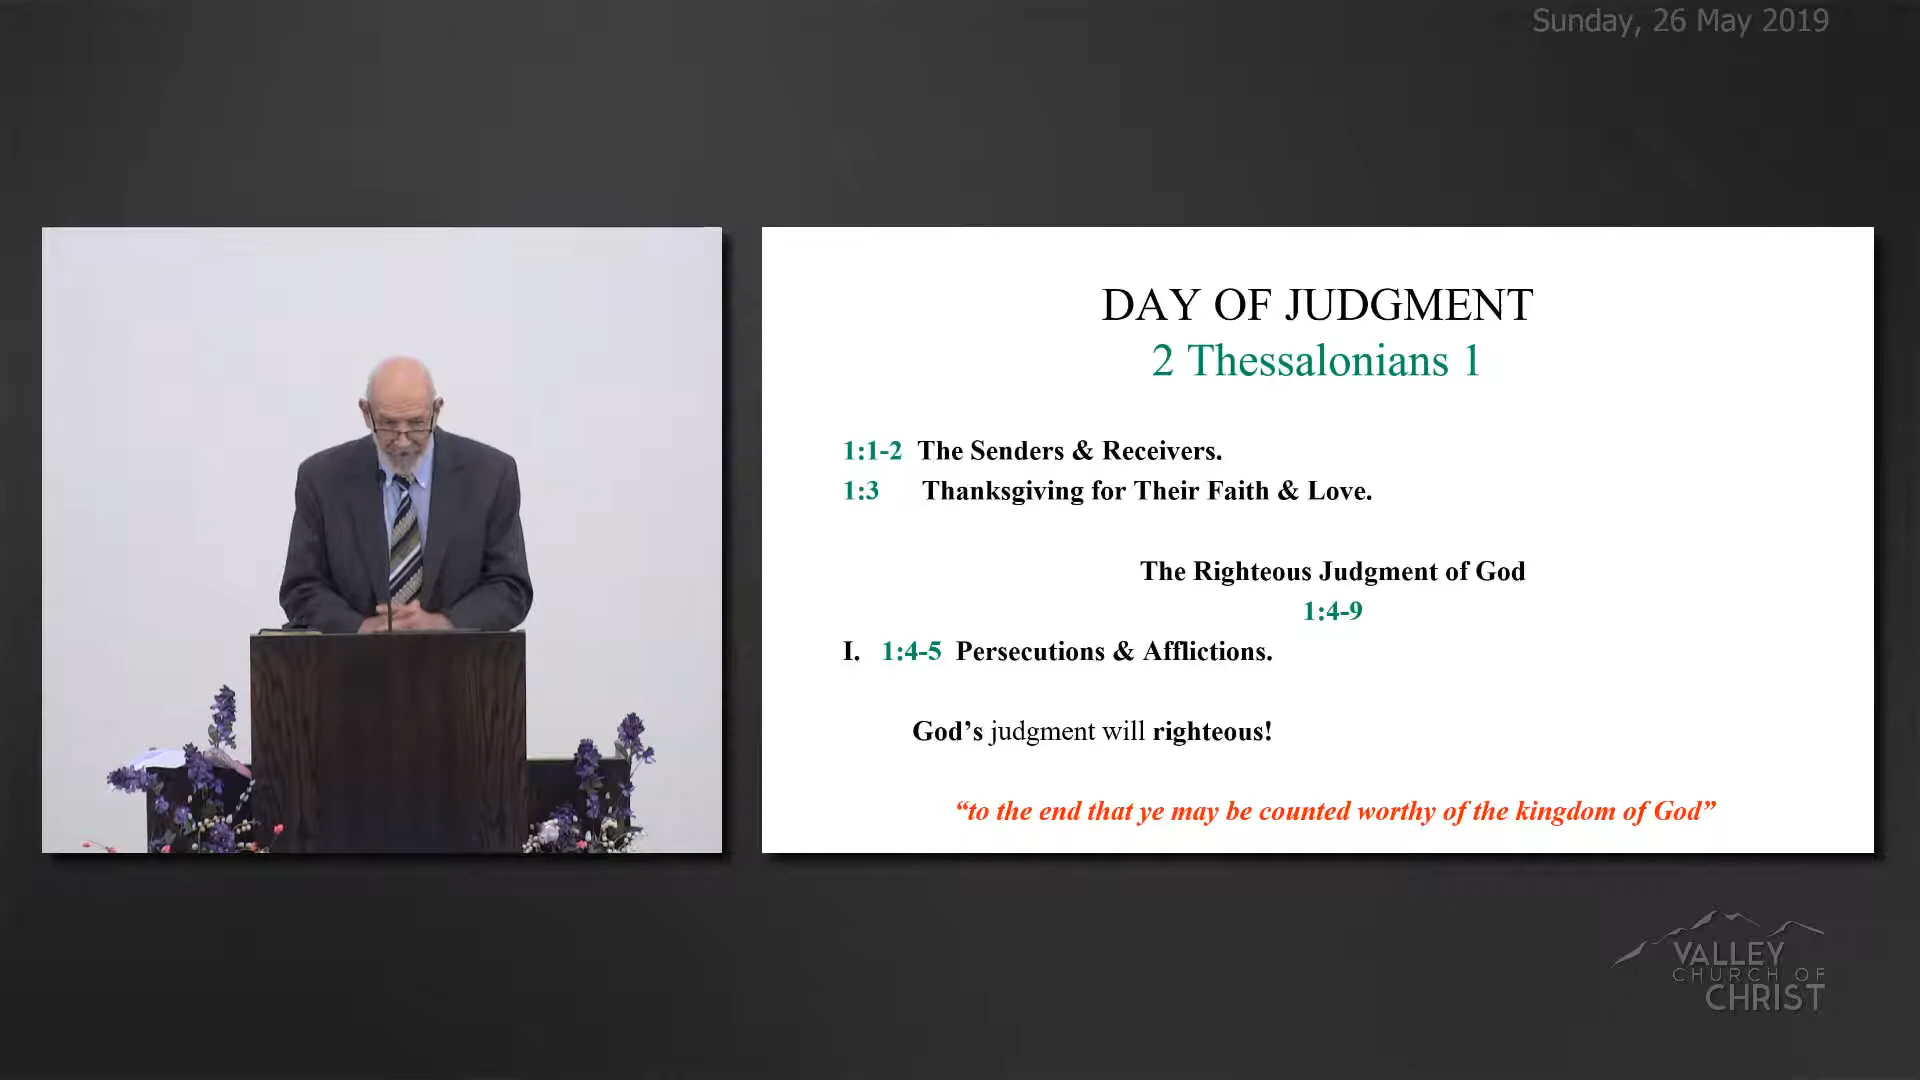 Sunday, 26 May 2019
DAY OF JUDGMENT
2 Thessalonians 1
1:1-2 The Senders & Receivers.
1:3 Thanksgiving for Their Faith & Love.
The Righteous Judgment of God
1:4-9
I. 1:4-5 Persecutions & Afflictions.
God’s judgment will righteous!
“to the end that ye may be counted worthy of the kingdom of God”
VALLEY
CHURCH OF
CHRIST